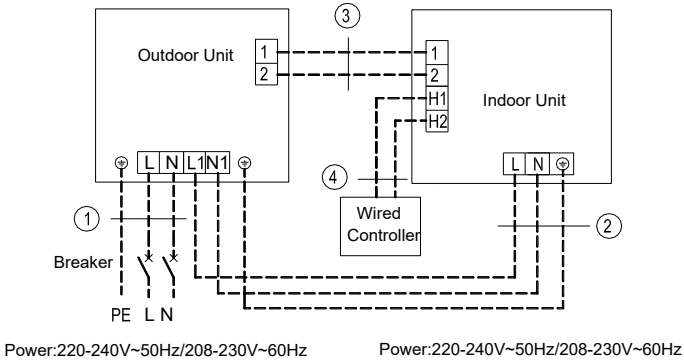 3
Outdoor Unit
1
2
1
2
H1
H2
Indoor Unit
L N L1 N1
L N
4
Wired
Controller
1
2
Breaker
PE L N
Power:220-240V~50Hz/208-230V~60Hz
Power:220-240V~50Hz/208-230V~60Hz